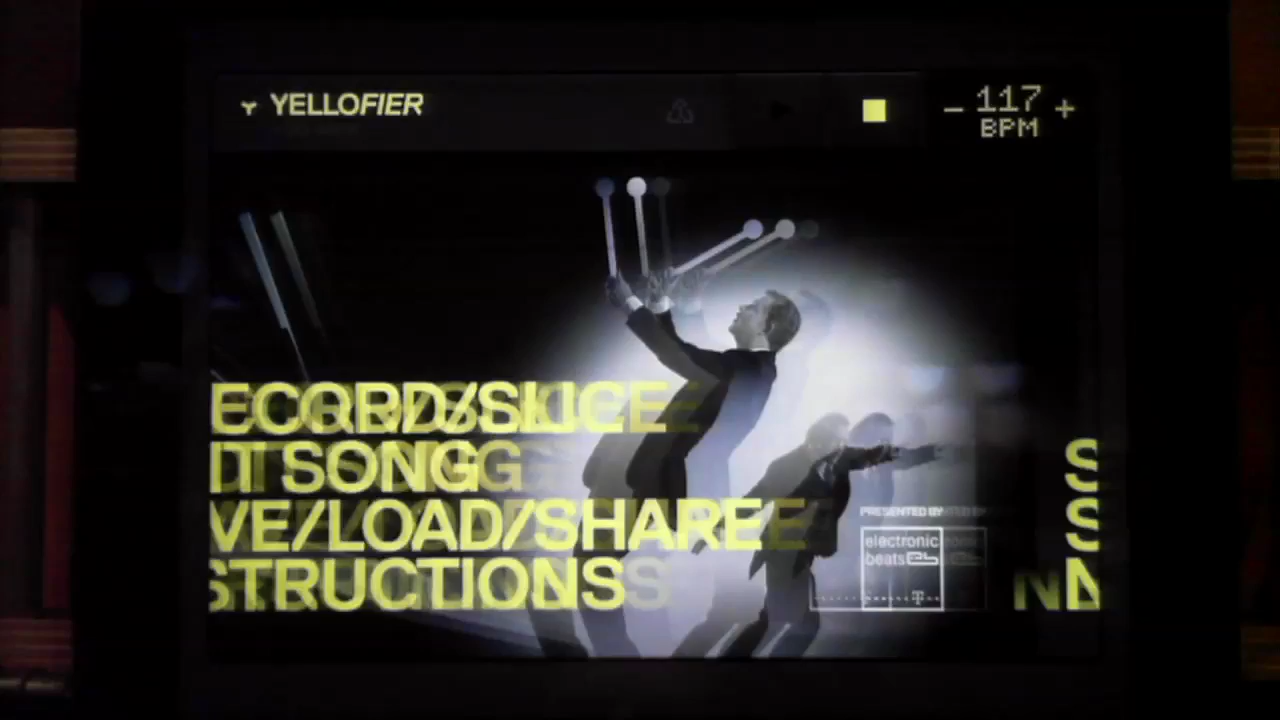 YELLOFIER
– 117 +
BPM
ECORD/SLICE
IT SONG
VE/LOAD/SHARE
STRUCTIONS
PRESENTED BY
electronic
beats
S
S
N